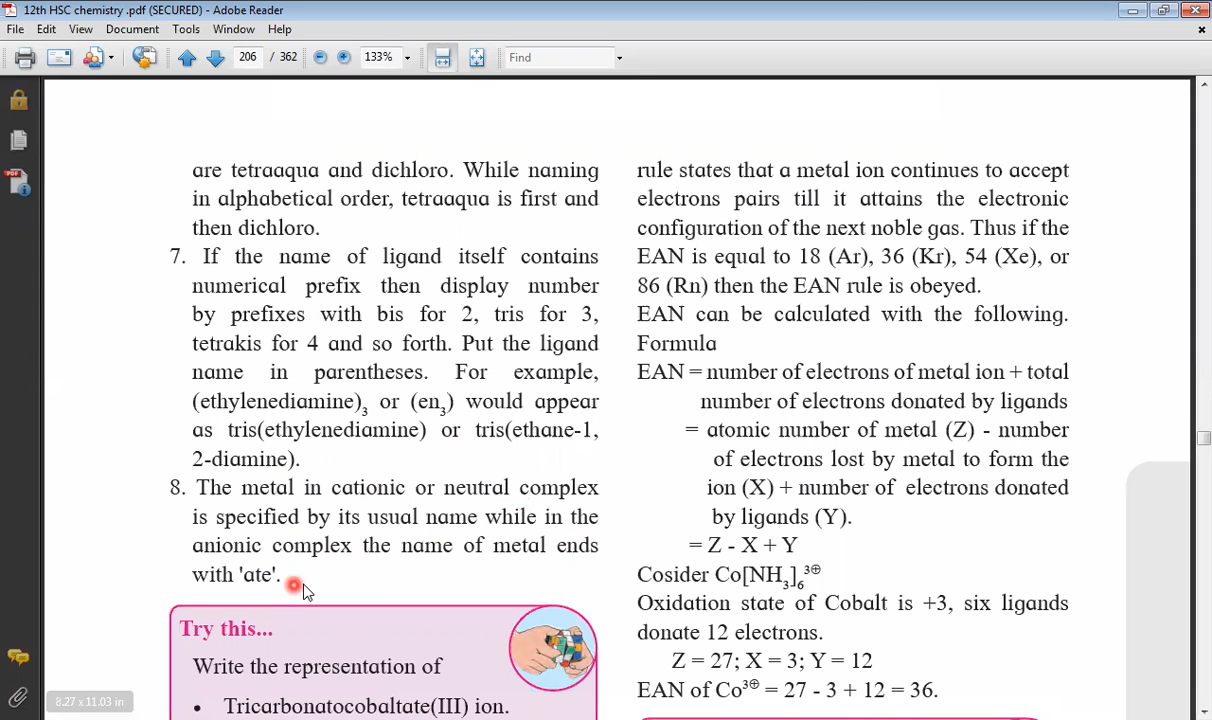 12th HSC chemistry .pdf (SECURED) - Adobe Reader
File Edit View Document Tools Window Help
206 / 362 133% Find
are tetraaqua and dichloro. While naming
in alphabetical order, tetraaqua is first and
then dichloro.
7. If the name of ligand itself contains
numerical prefix then display number
by prefixes with bis for 2, tris for 3,
tetrakis for 4 and so forth. Put the ligand
name in parentheses. For example,
(ethylenediamine)₃ or (en₃) would appear
as tris(ethylenediamine) or tris(ethane-1,
2-diamine).
8. The metal in cationic or neutral complex
is specified by its usual name while in the
anionic complex the name of metal ends
with 'ate'.
Try this...
Write the representation of
• Tricarbonatocobaltate(III) ion.
rule states that a metal ion continues to accept
electrons pairs till it attains the electronic
configuration of the next noble gas. Thus if the
EAN is equal to 18 (Ar), 36 (Kr), 54 (Xe), or
86 (Rn) then the EAN rule is obeyed.
EAN can be calculated with the following.
Formula
EAN = number of electrons of metal ion + total
number of electrons donated by ligands
= atomic number of metal (Z) - number
of electrons lost by metal to form the
ion (X) + number of electrons donated
by ligands (Y).
= Z - X + Y
Cosider Co[NH₃]₆³⊕
Oxidation state of Cobalt is +3, six ligands
donate 12 electrons.
Z = 27; X = 3; Y = 12
EAN of Co³⊕ = 27 - 3 + 12 = 36.
8.27 x 11.03 in